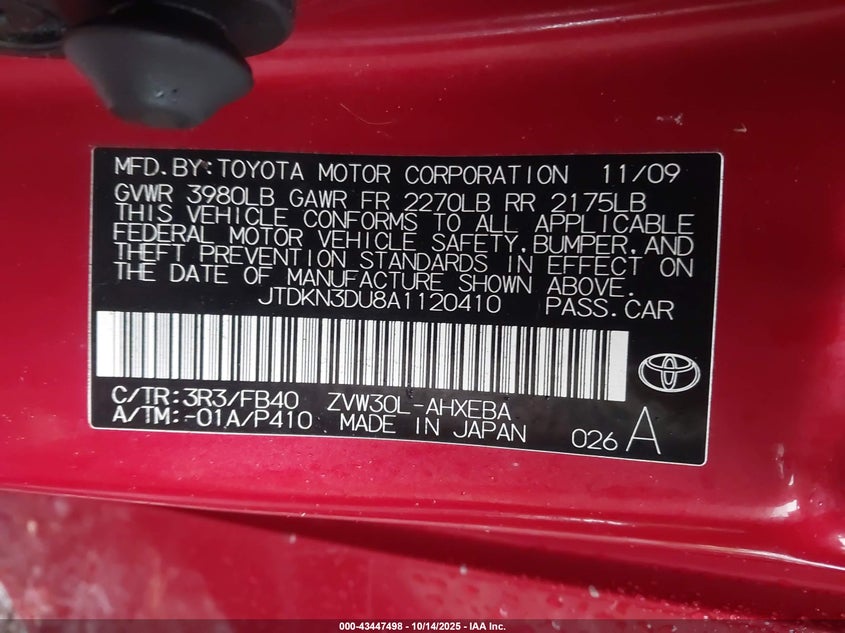 MFD.BY:TOYOTA MOTOR CORPORATION 11/09
GVWR 3980LB GAWR FR 2270LB RR 2175LB
THIS VEHICLE CONFORMS TO ALL APPLICABLE
FEDERAL MOTOR VEHICLE SAFETY,BUMPER,AND
THEFT PREVENTION STANDARDS IN EFFECT ON
THE DATE OF MANUFACTURE SHOWN ABOVE.
JTDKN3DU8A1120410 PASS.CAR
C/TR:3R3/FB40 ZVW30L-AHXEBA
A/TM:-01A/P410 MADE IN JAPAN 026 A
000-43447498 - 10/14/2025 - IAA Inc.